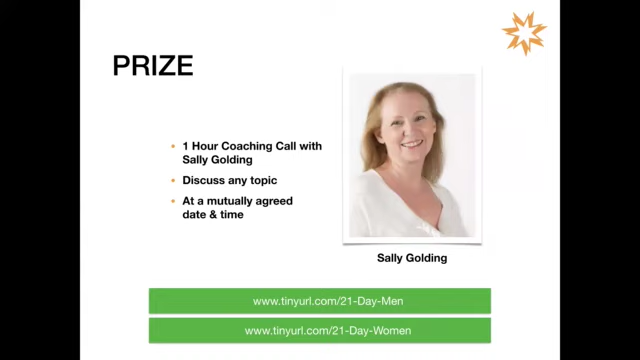 PRIZE
1 Hour Coaching Call with
Sally Golding
Discuss any topic
At a mutually agreed
date & time
Sally Golding
www.tinyurl.com/21-Day-Men
www.tinyurl.com/21-Day-Women